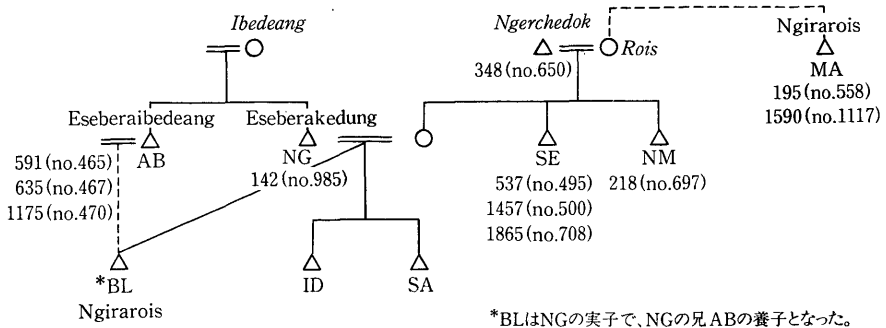 Ibedeang
Ngerchedok
Rois
Ngirarois
348(no.650)
MA
195(no.558)
1590(no.1117)
Eseberaibedeang
Eseberakedung
AB
NG
SE
NM
591(no.465)
635(no.467)
1175(no.470)
142(no.985)
537(no.495)
1457(no.500)
1865(no.708)
218(no.697)
*BL
Ngirarois
ID
SA
*BLはNGの実子で、NGの兄ABの養子となった。